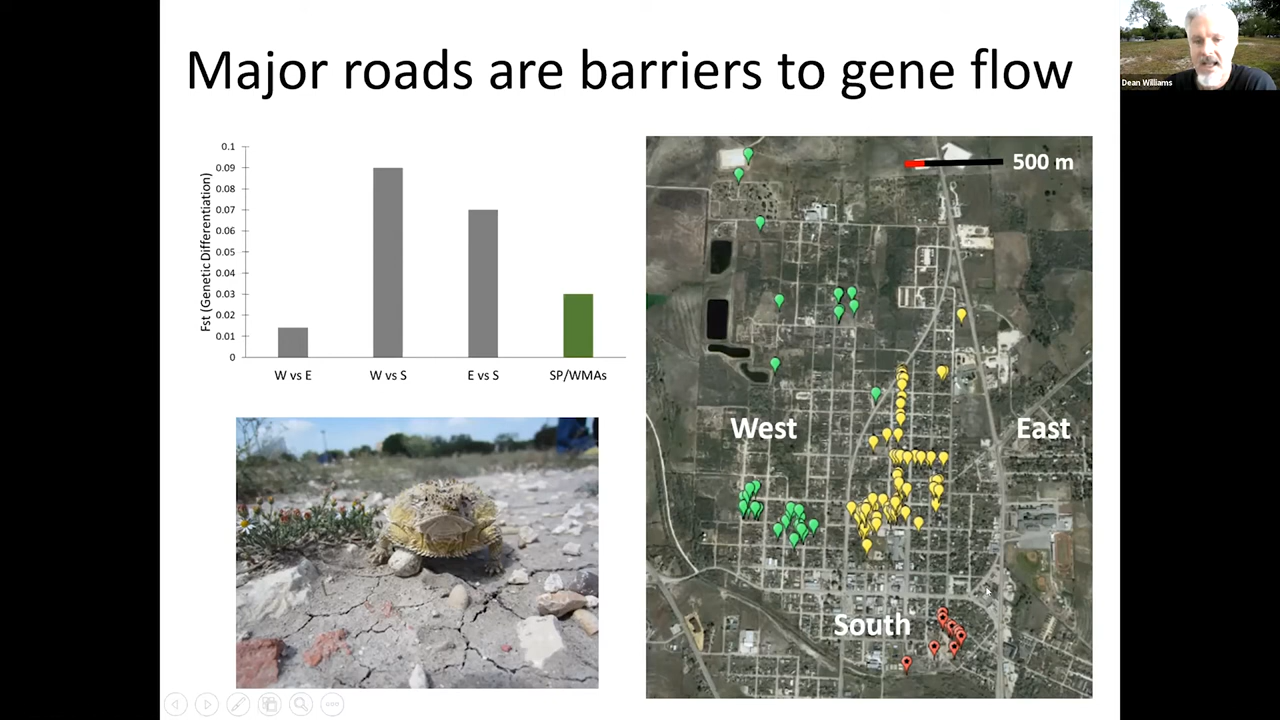 Major roads are barriers to gene flow
Dean Williams
Fst (Genetic Differentiation)
0.1
0.09
0.08
0.07
0.06
0.05
0.04
0.03
0.02
0.01
0
W vs E
W vs S
E vs S
SP/WMAs
500 m
West
East
South